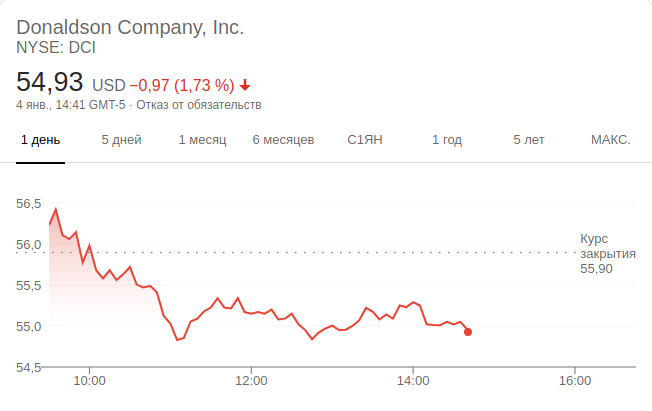 Donaldson Company, Inc.
NYSE: DCI
54,93 USD −0,97 (1,73 %)
4 янв., 14:41 GMT-5 · Отказ от обязательств
1 день 5 дней 1 месяц 6 месяцев С1ЯН 1 год 5 лет МАКС.
56,5
56,0
55,5
55,0
54,5
Курс
закрытия
55,90
10:00 12:00 14:00 16:00